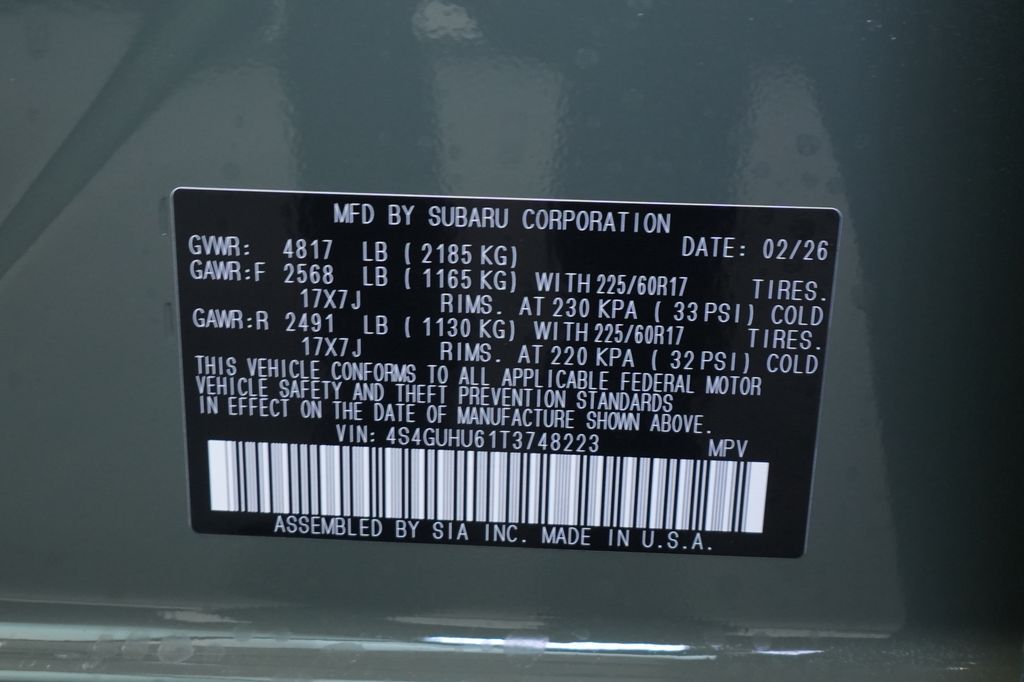 MFD BY SUBARU CORPORATION
GVWR: 4817 LB ( 2185 KG) DATE: 02/26
GAWR:F 2568 LB ( 1165 KG) WITH 225/60R17 TIRES.
17X7J RIMS. AT 230 KPA ( 33 PSI) COLD
GAWR:R 2491 LB ( 1130 KG) WITH 225/60R17 TIRES.
17X7J RIMS. AT 220 KPA ( 32 PSI) COLD
THIS VEHICLE CONFORMS TO ALL APPLICABLE FEDERAL MOTOR
VEHICLE SAFETY AND THEFT PREVENTION STANDARDS
IN EFFECT ON THE DATE OF MANUFACTURE SHOWN ABOVE.
VIN: 4S4GUHU61T3748223 MPV
ASSEMBLED BY SIA INC. MADE IN U.S.A.